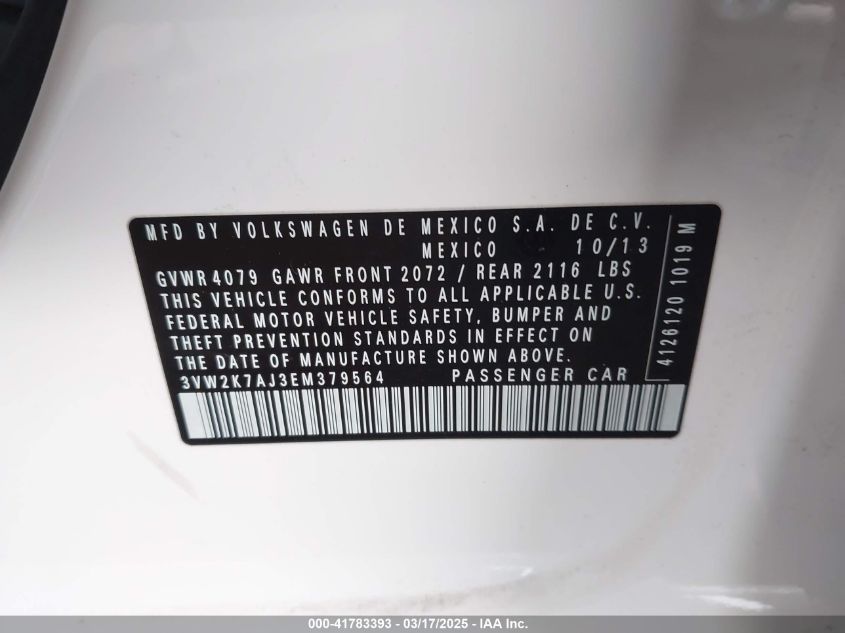 MFD BY VOLKSWAGEN DE MEXICO S.A. DE C.V.
MEXICO 10/13
GVWR 4079 GAWR FRONT 2072 / REAR 2116 LBS
THIS VEHICLE CONFORMS TO ALL APPLICABLE U.S.
FEDERAL MOTOR VEHICLE SAFETY, BUMPER AND
THEFT PREVENTION STANDARDS IN EFFECT ON
THE DATE OF MANUFACTURE SHOWN ABOVE.
3VW2K7AJ3EM379564 PASSENGER CAR
4126120 1019 M
000-41783393 - 03/17/2025 - IAA Inc.